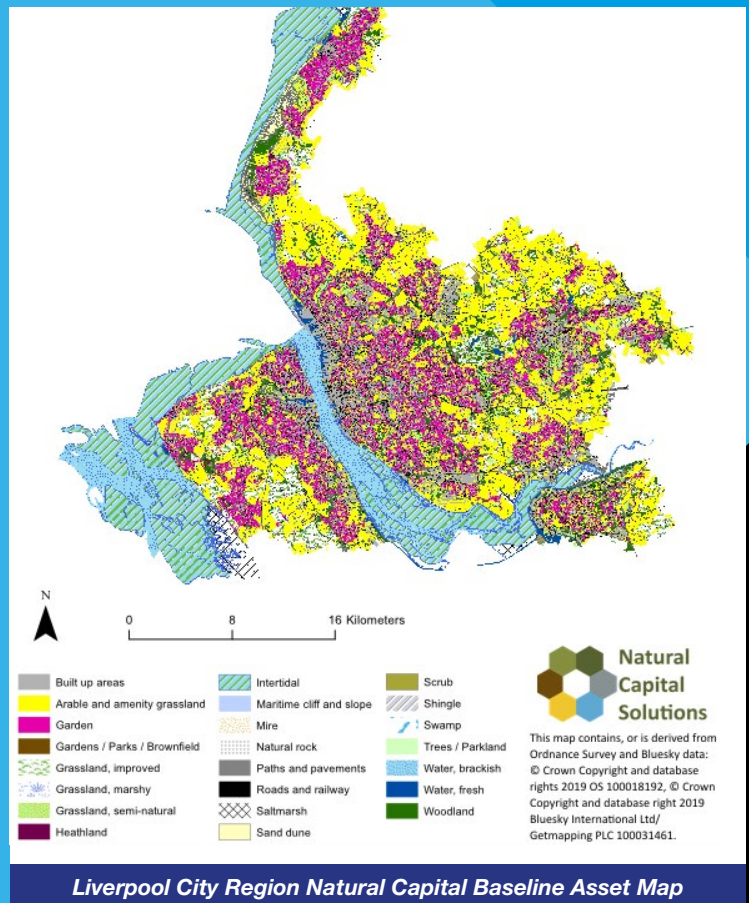 N
0 8 16 Kilometers
Built up areas
Arable and amenity grassland
Garden
Gardens / Parks / Brownfield
Grassland, improved
Grassland, marshy
Grassland, semi-natural
Heathland
Intertidal
Maritime cliff and slope
Mire
Natural rock
Paths and pavements
Roads and railway
Saltmarsh
Sand dune
Scrub
Shingle
Swamp
Trees / Parkland
Water, brackish
Water, fresh
Woodland
Natural
Capital
Solutions
This map contains, or is derived from
Ordnance Survey and Bluesky data:
© Crown Copyright and database
rights 2019 OS 100018192, © Crown
Copyright and database right 2019
Bluesky International Ltd/
Getmapping PLC 100031461.
Liverpool City Region Natural Capital Baseline Asset Map